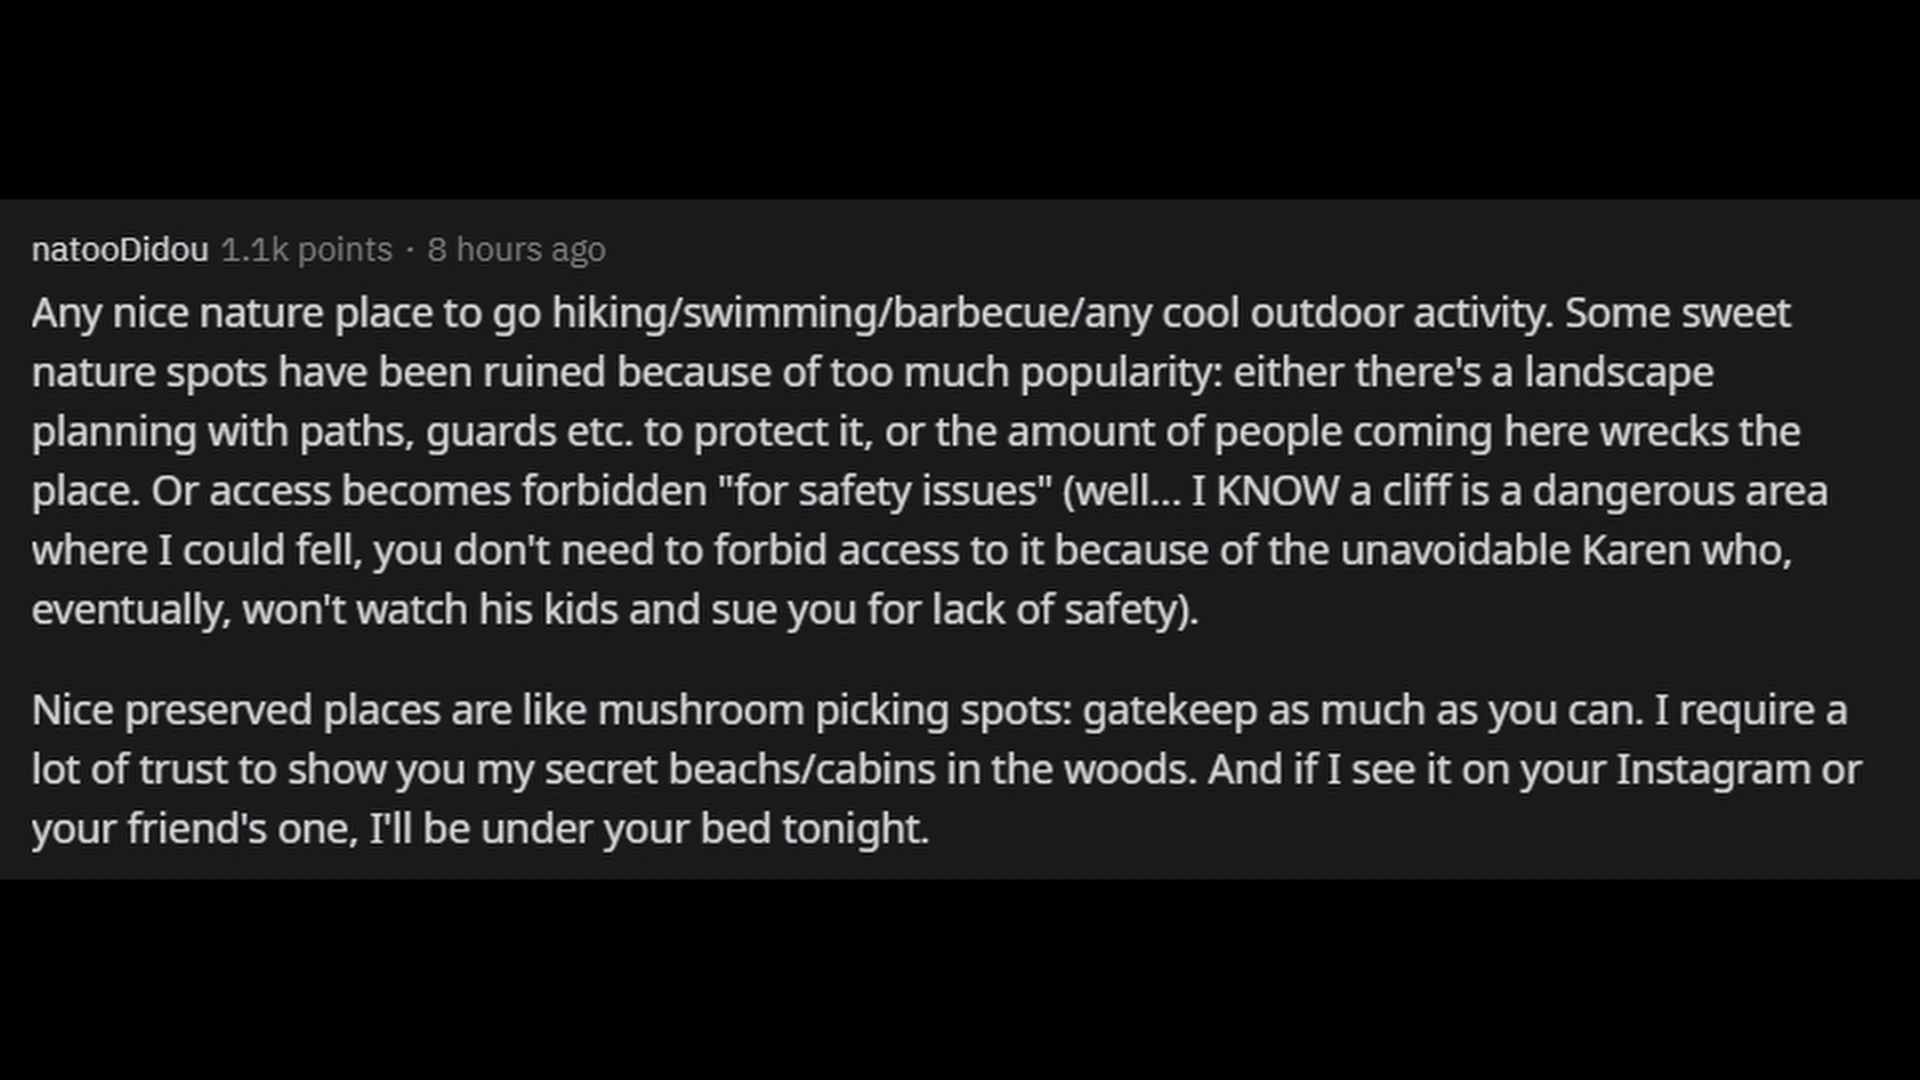 natooDidou 1.1k points · 8 hours ago
Any nice nature place to go hiking/swimming/barbecue/any cool outdoor activity. Some sweet
nature spots have been ruined because of too much popularity: either there's a landscape
planning with paths, guards etc. to protect it, or the amount of people coming here wrecks the
place. Or access becomes forbidden "for safety issues" (well... I KNOW a cliff is a dangerous area
where I could fell, you don't need to forbid access to it because of the unavoidable Karen who,
eventually, won't watch his kids and sue you for lack of safety).
Nice preserved places are like mushroom picking spots: gatekeep as much as you can. I require a
lot of trust to show you my secret beachs/cabins in the woods. And if I see it on your Instagram or
your friend's one, I'll be under your bed tonight.